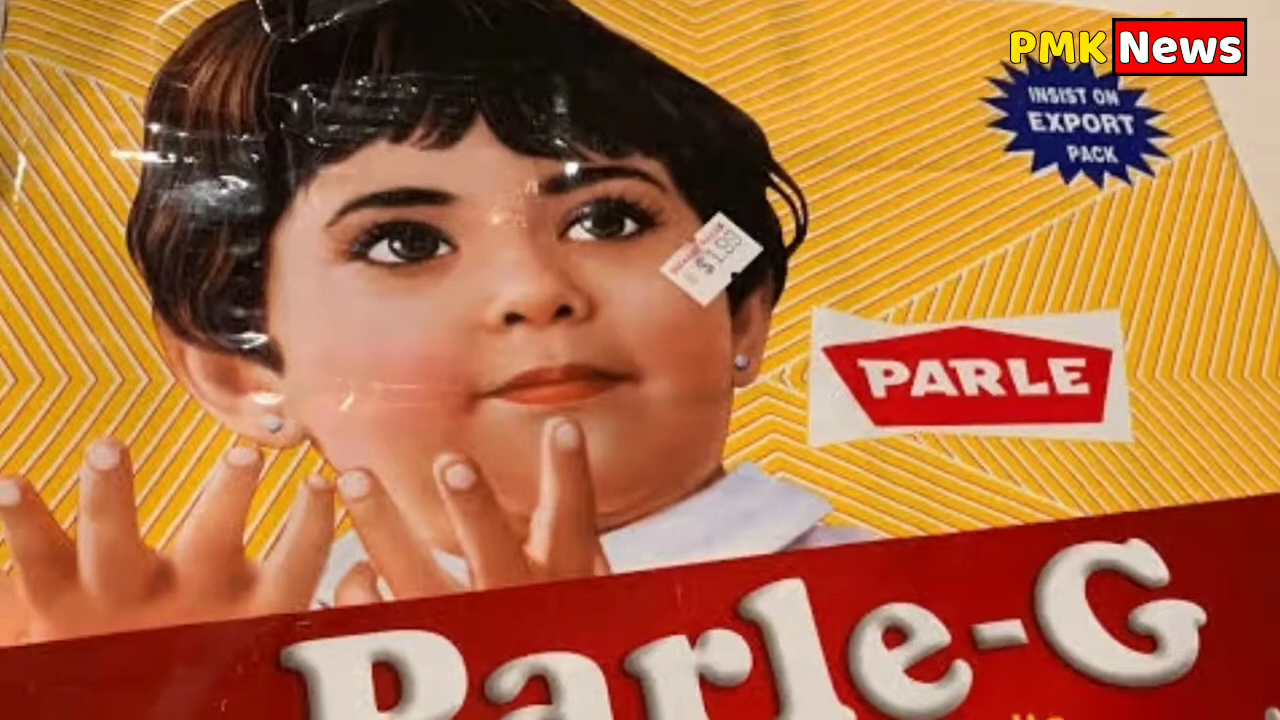 PMK News
INSIST ON
EXPORT
PACK
$1.99
PARLE
Parle-G